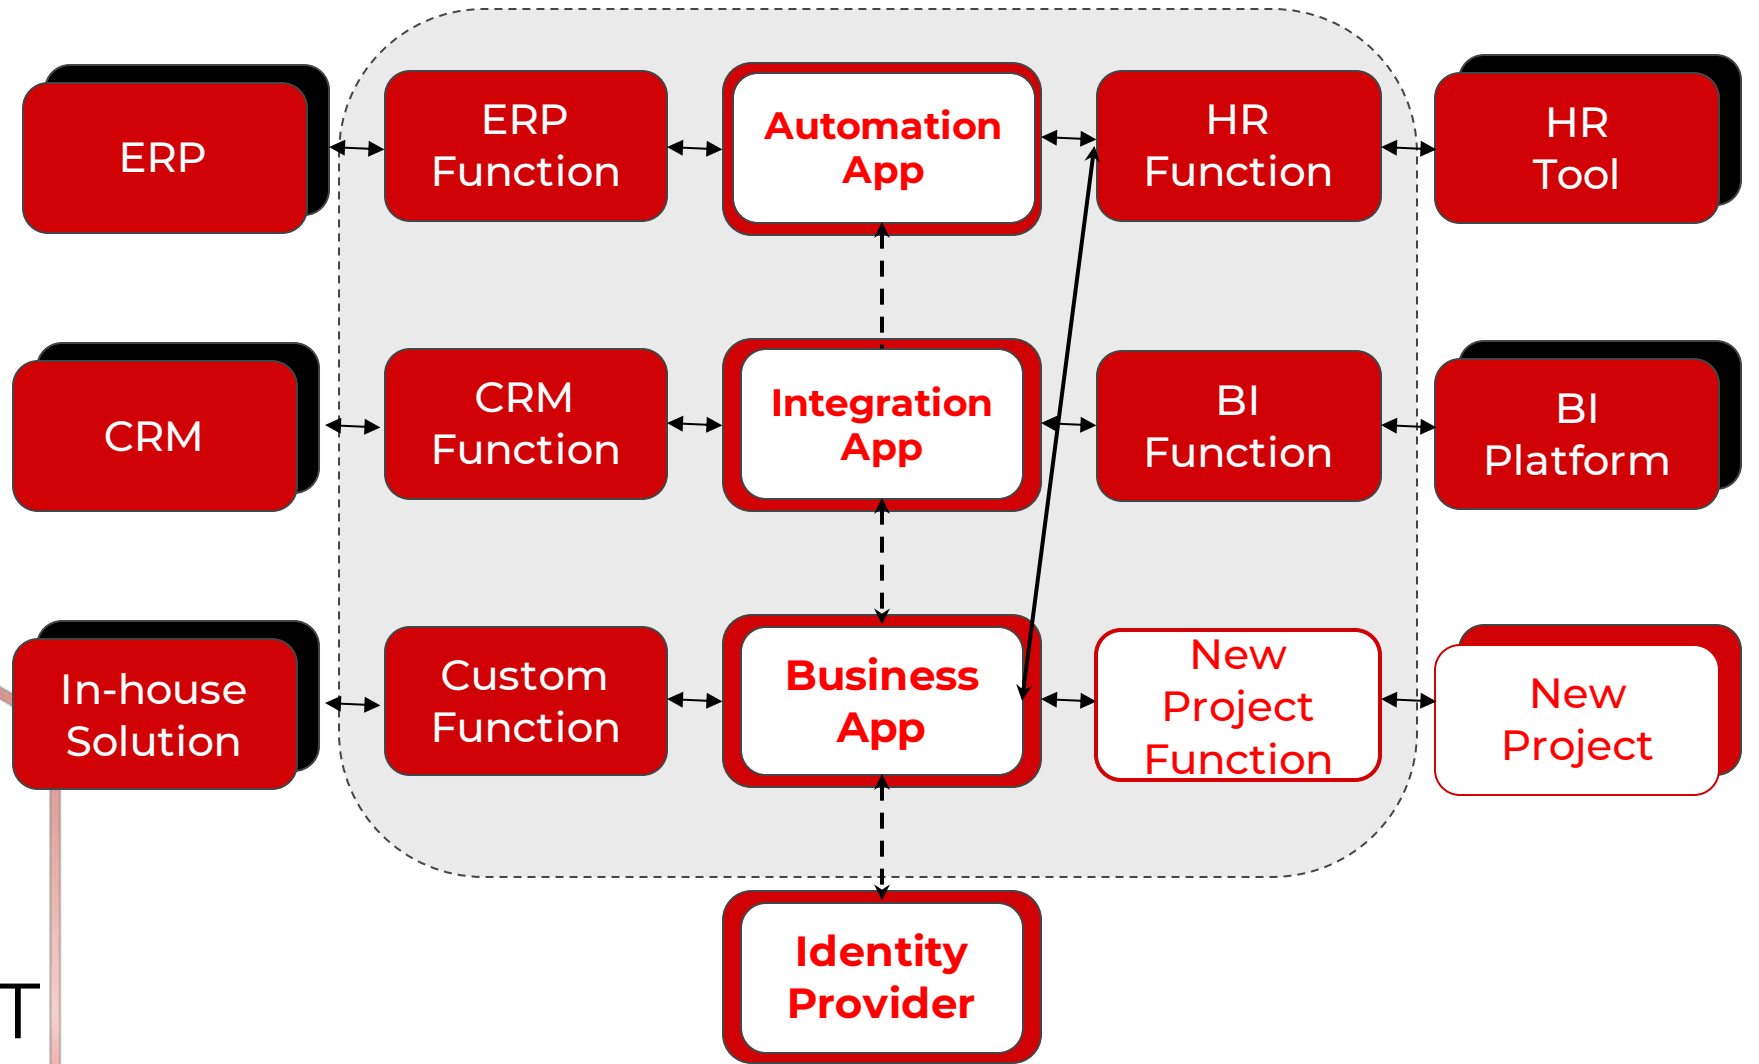 ERP
ERP
Function
Automation
App
HR
Function
HR
Tool
CRM
CRM
Function
Integration
App
BI
Function
BI
Platform
In-house
Solution
Custom
Function
Business
App
New
Project
Function
New
Project
Identity
Provider
T